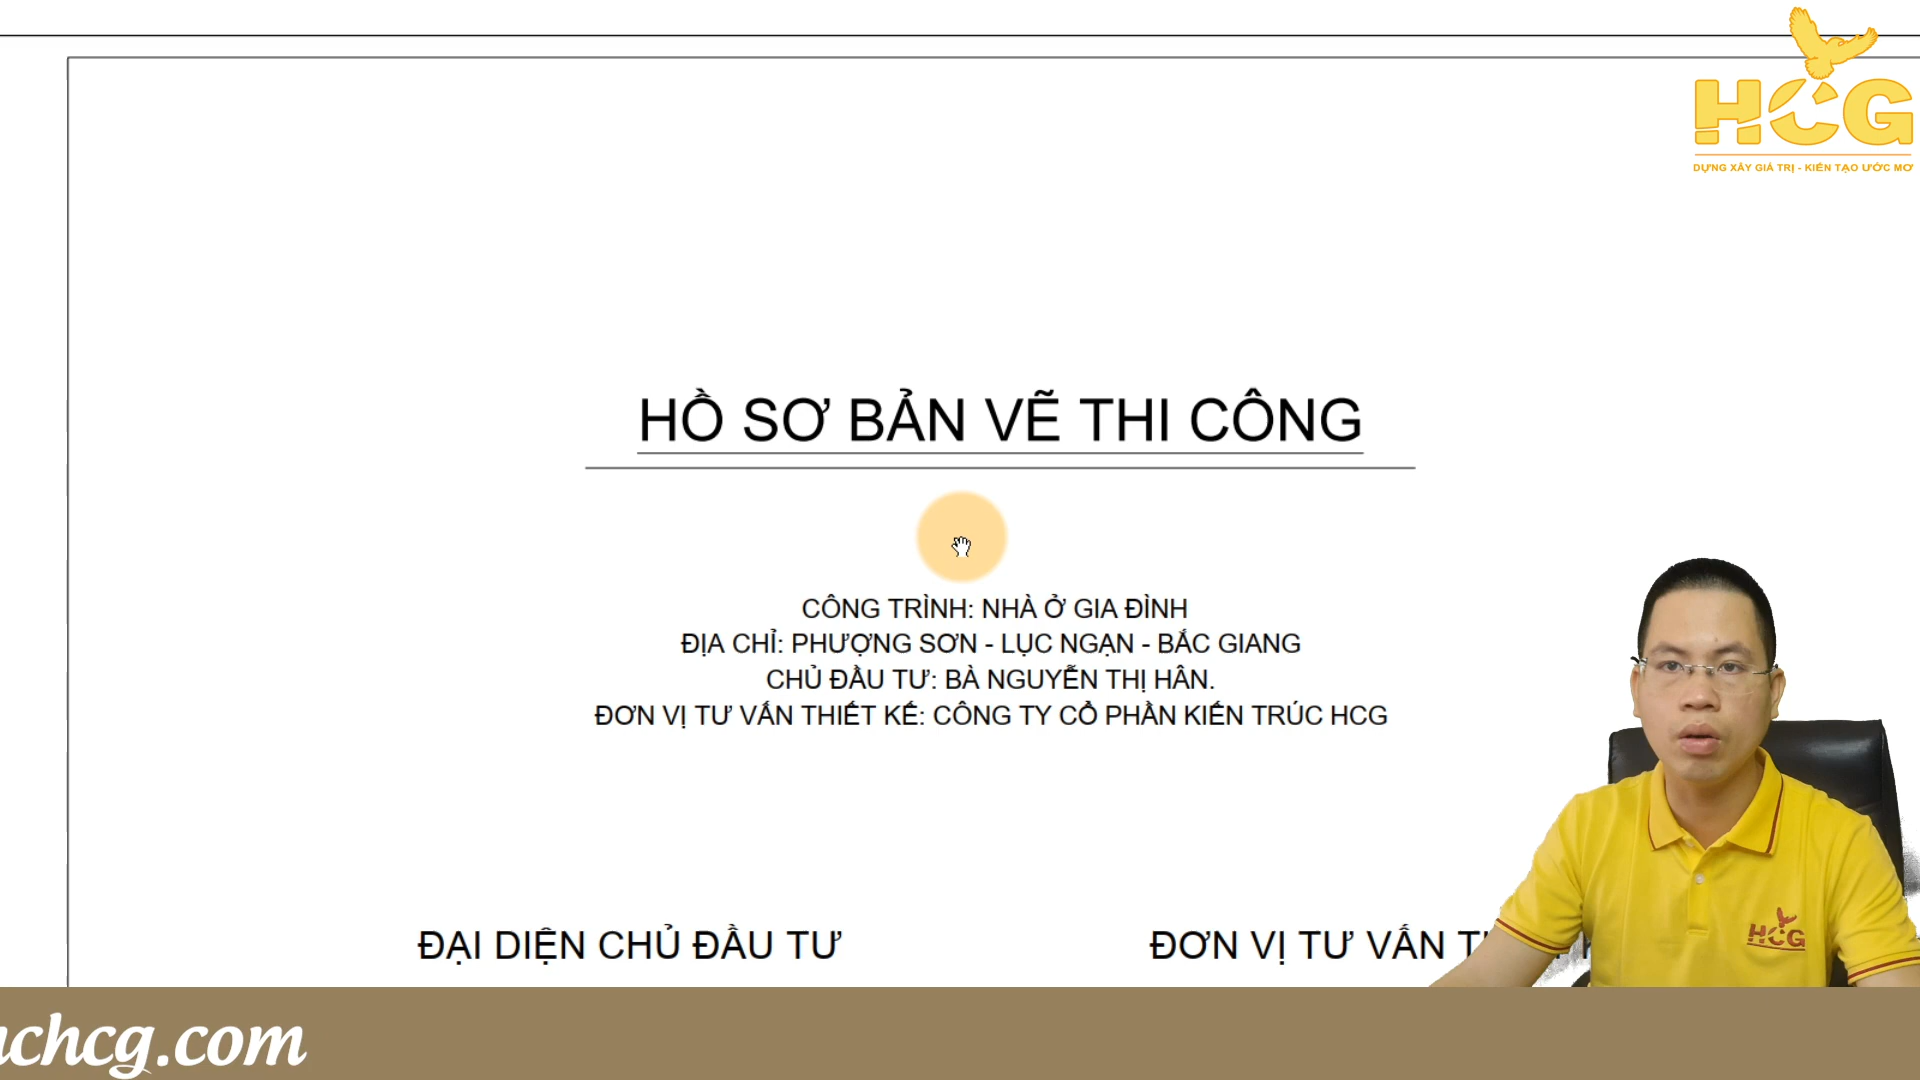 HCG
DỰNG XÂY GIÁ TRỊ - KIẾN TẠO ƯỚC MƠ
HỒ SƠ BẢN VẼ THI CÔNG
CÔNG TRÌNH: NHÀ Ở GIA ĐÌNH
ĐỊA CHỈ: PHƯỢNG SƠN - LỤC NGẠN - BẮC GIANG
CHỦ ĐẦU TƯ: BÀ NGUYỄN THỊ HÂN.
ĐƠN VỊ TƯ VẤN THIẾT KẾ: CÔNG TY CỔ PHẦN KIẾN TRÚC HCG
ĐẠI DIỆN CHỦ ĐẦU TƯ
ĐƠN VỊ TƯ VẤN
HCG
chcg.com